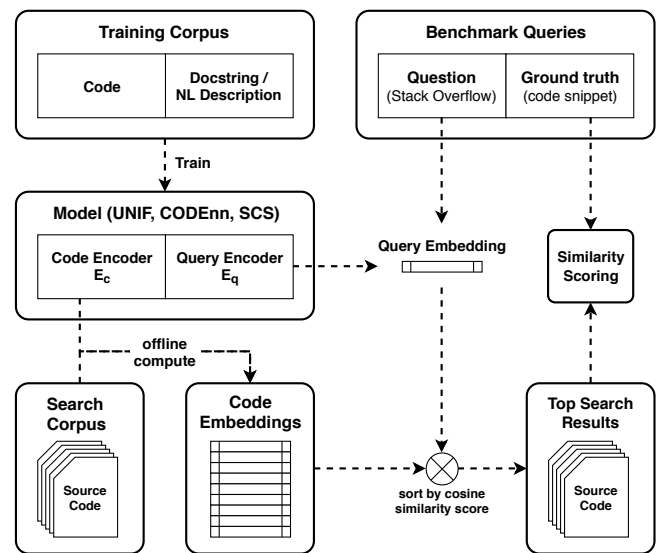 Training Corpus
Code
Docstring /
NL Description
Benchmark Queries
Question
(Stack Overflow)
Ground truth
(code snippet)
Train
Model (UNIF, CODEnn, SCS)
Code Encoder
Ec
Query Encoder
Eq
Query Embedding
Similarity
Scoring
offline
compute
Search
Corpus
Source
Code
Code
Embeddings
sort by cosine
similarity score
Top Search
Results
Source
Code